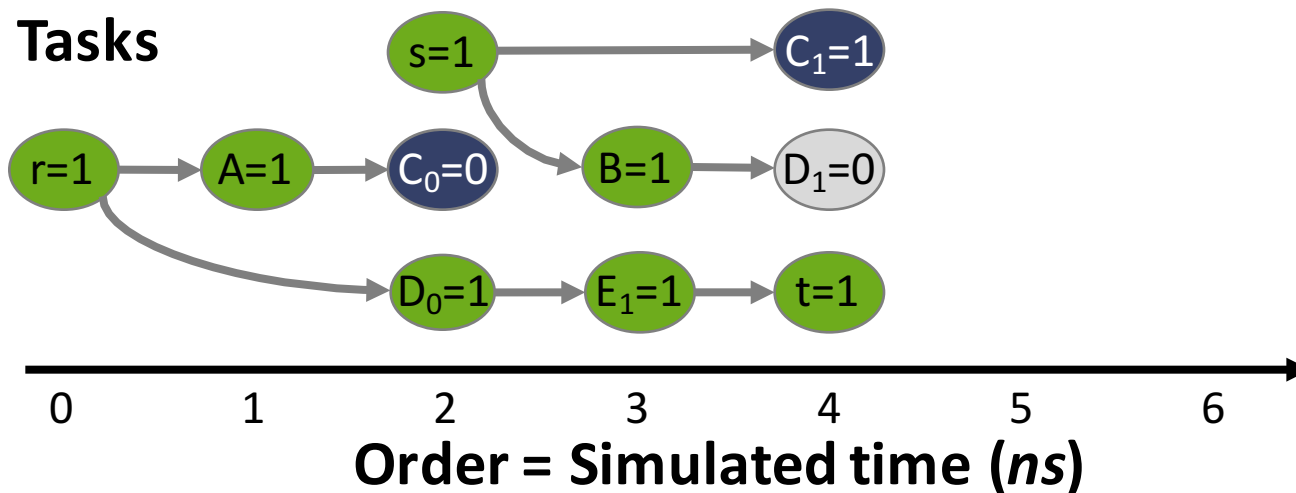 Tasks
s=1
C₁=1
r=1
A=1
C₀=0
B=1
D₁=0
D₀=1
E₁=1
t=1
0 1 2 3 4 5 6
Order = Simulated time (ns)